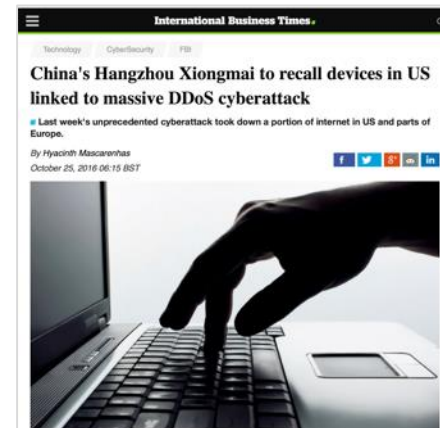 International Business Times.
Technology
CyberSecurity
FBI
China's Hangzhou Xiongmai to recall devices in US
linked to massive DDoS cyberattack
Last week's unprecedented cyberattack took down a portion of internet in US and parts of
Europe.
By Hyacinth Mascarenhas
October 25, 2016 06:15 BST